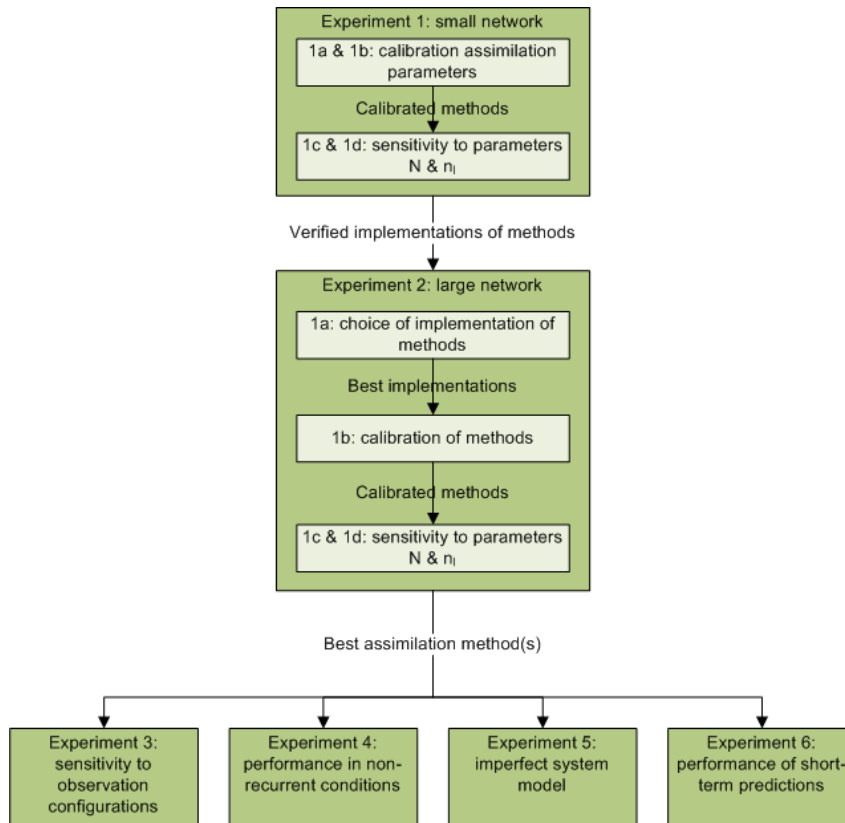 Experiment 1: small network
1a & 1b: calibration assimilation
parameters
Calibrated methods
1c & 1d: sensitivity to parameters
N & nₗ
Verified implementations of methods
Experiment 2: large network
1a: choice of implementation of
methods
Best implementations
1b: calibration of methods
Calibrated methods
1c & 1d: sensitivity to parameters
N & nₗ
Best assimilation method(s)
Experiment 3:
sensitivity to
observation
configurations
Experiment 4:
performance in non-
recurrent conditions
Experiment 5:
imperfect system
model
Experiment 6:
performance of short-
term predictions